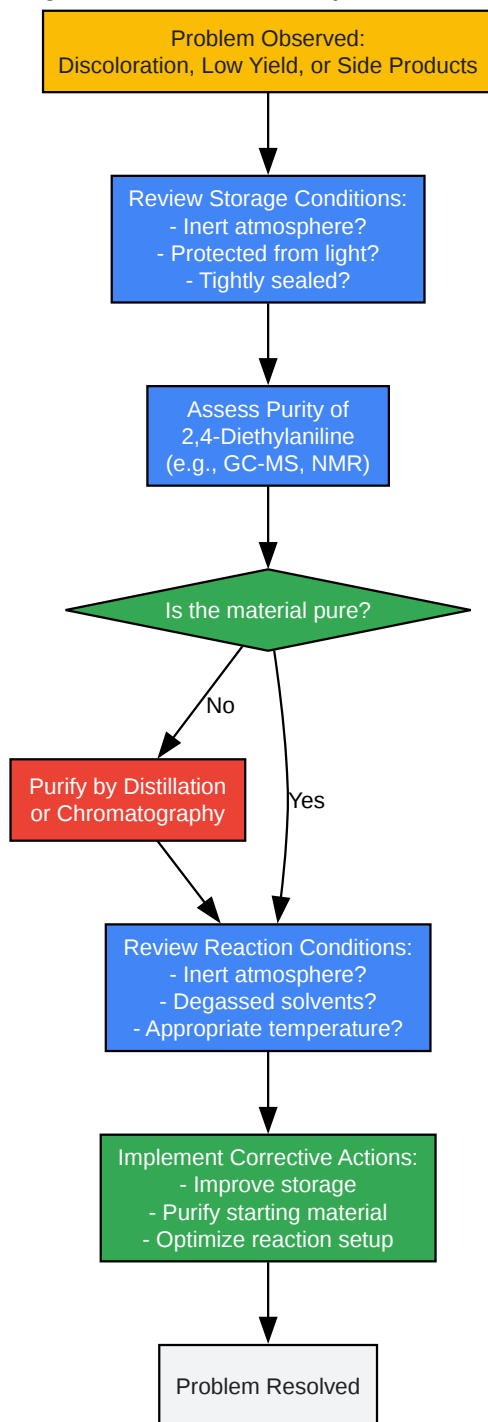 Problem Observed:
Discoloration, Low Yield, or Side Products
Review Storage Conditions:
- Inert atmosphere?
- Protected from light?
- Tightly sealed?
Assess Purity of
2,4-Diethylaniline
(e.g., GC-MS, NMR)
Is the material pure?
No
Purify by Distillation
or Chromatography
Yes
Review Reaction Conditions:
- Inert atmosphere?
- Degassed solvents?
- Appropriate temperature?
Implement Corrective Actions:
- Improve storage
- Purify starting material
- Optimize reaction setup
Problem Resolved